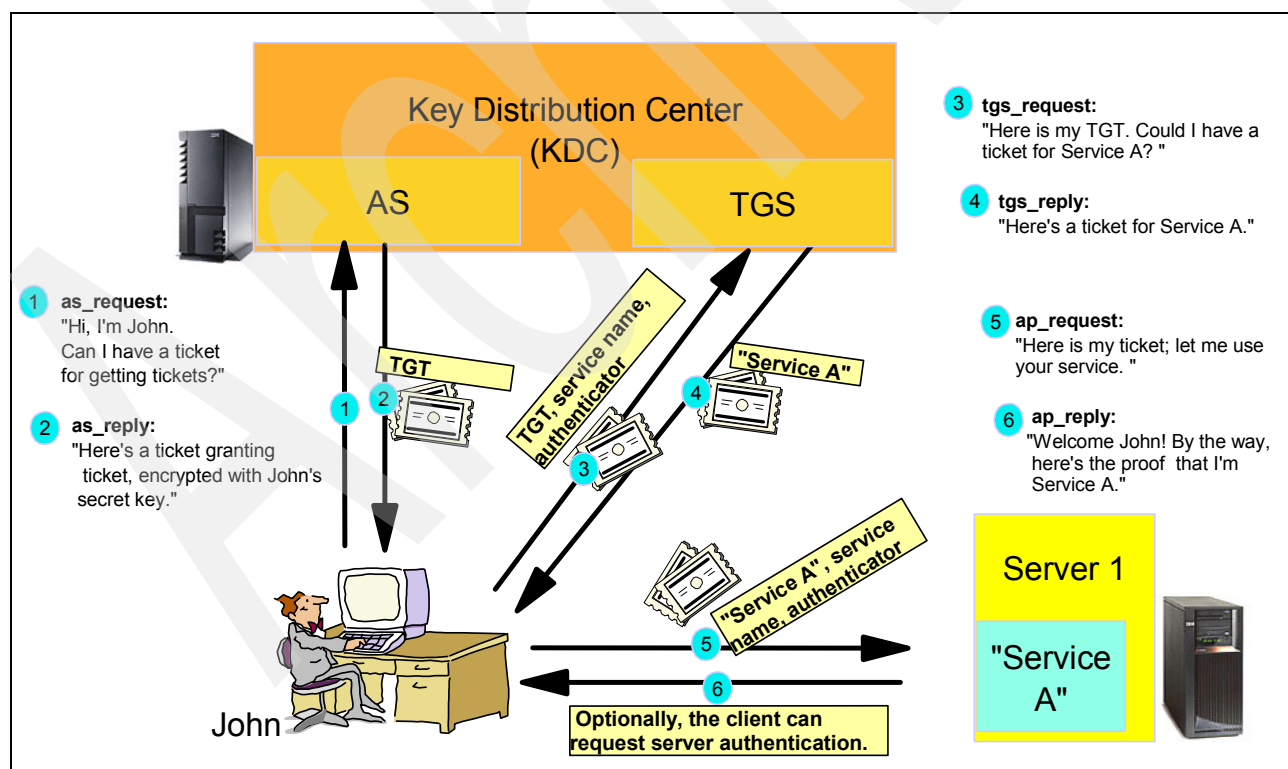 Key Distribution Center
(KDC)
AS
TGS
1
as_request:
"Hi, I'm John.
Can I have a ticket
for getting tickets?"
2
as_reply:
"Here's a ticket granting
ticket, encrypted with John's
secret key."
3
tgs_request:
"Here is my TGT. Could I have a
ticket for Service A? "
4
tgs_reply:
"Here's a ticket for Service A."
5
ap_request:
"Here is my ticket; let me use
your service. "
6
ap_reply:
"Welcome John! By the way,
here's the proof that I'm
Service A."
1
TGT
2
TGT, service name,
authenticator
3
"Service A"
4
"Service A" , service
name, authenticator
5
6
Optionally, the client can
request server authentication.
John
Server 1
"Service
A"
IBM